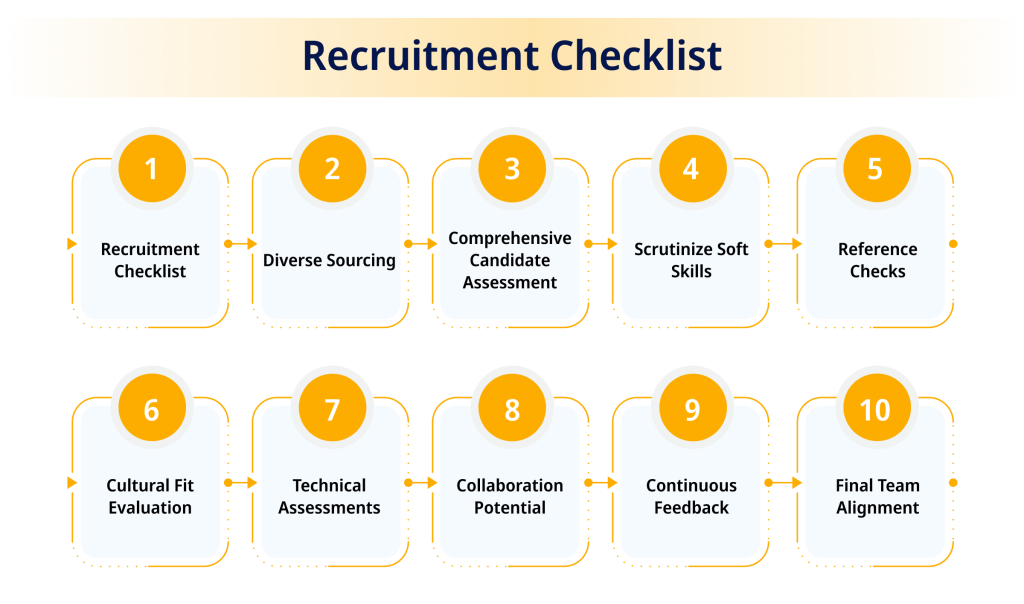 Recruitment Checklist
1
Recruitment
Checklist
2
Diverse Sourcing
3
Comprehensive
Candidate
Assessment
4
Scrutinize Soft
Skills
5
Reference
Checks
6
Cultural Fit
Evaluation
7
Technical
Assessments
8
Collaboration
Potential
9
Continuous
Feedback
10
Final Team
Alignment